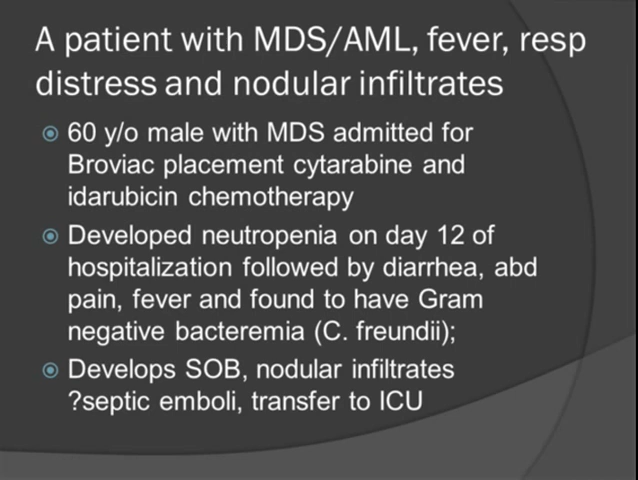 A patient with MDS/AML, fever, resp
distress and nodular infiltrates
60 y/o male with MDS admitted for
Broviac placement cytarabine and
idarubicin chemotherapy
Developed neutropenia on day 12 of
hospitalization followed by diarrhea, abd
pain, fever and found to have Gram
negative bacteremia (C. freundii);
Develops SOB, nodular infiltrates
?septic emboli, transfer to ICU